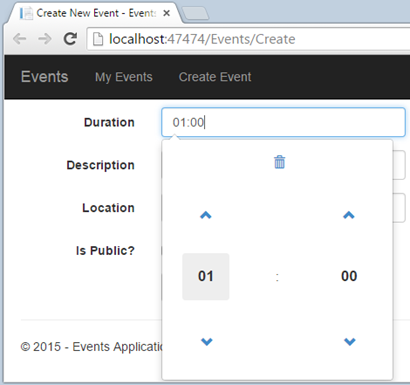 Create New Event - Events
localhost:47474/Events/Create
Events My Events Create Event
Duration 01:00
Description
Location
01 : 00
Is Public?
© 2015 - Events Applicatio